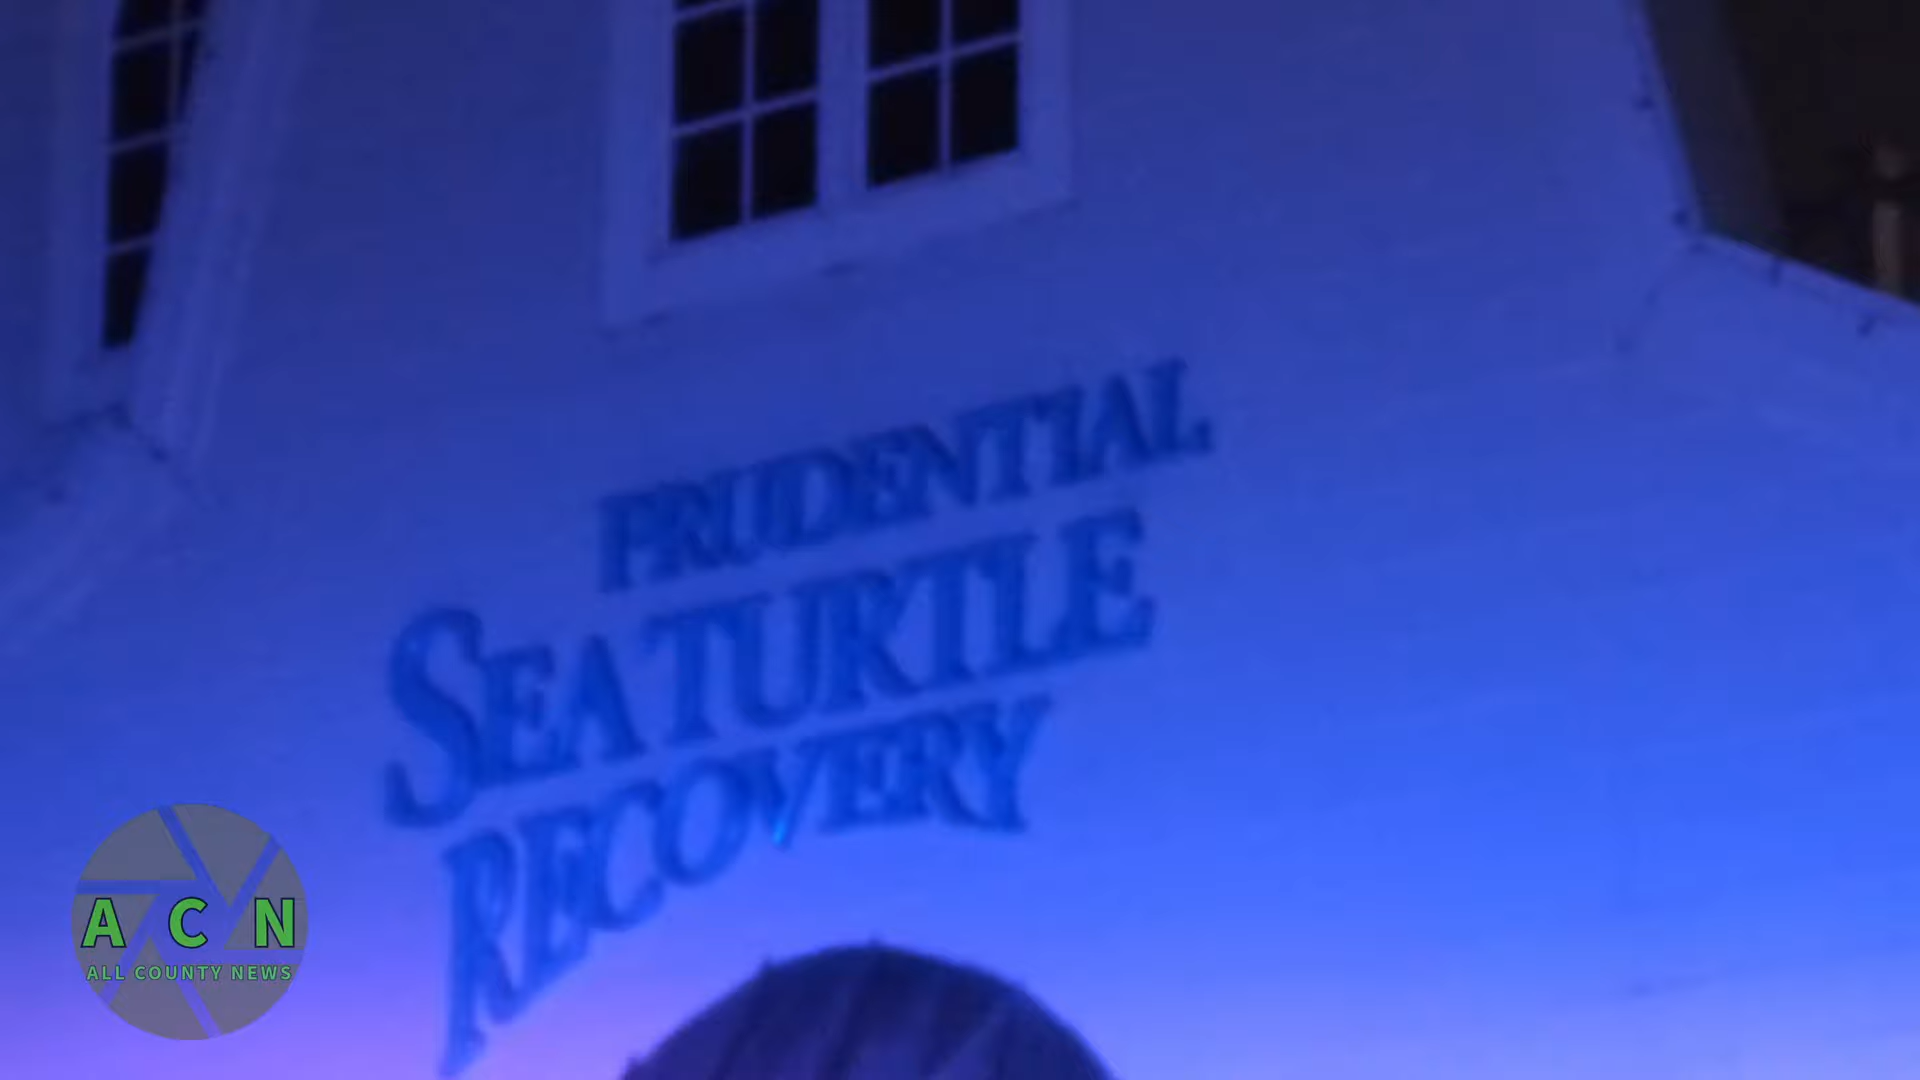 PRUDENTIAL
SEA TURTLE
RECOVERY
A C N
ALL COUNTY NEWS